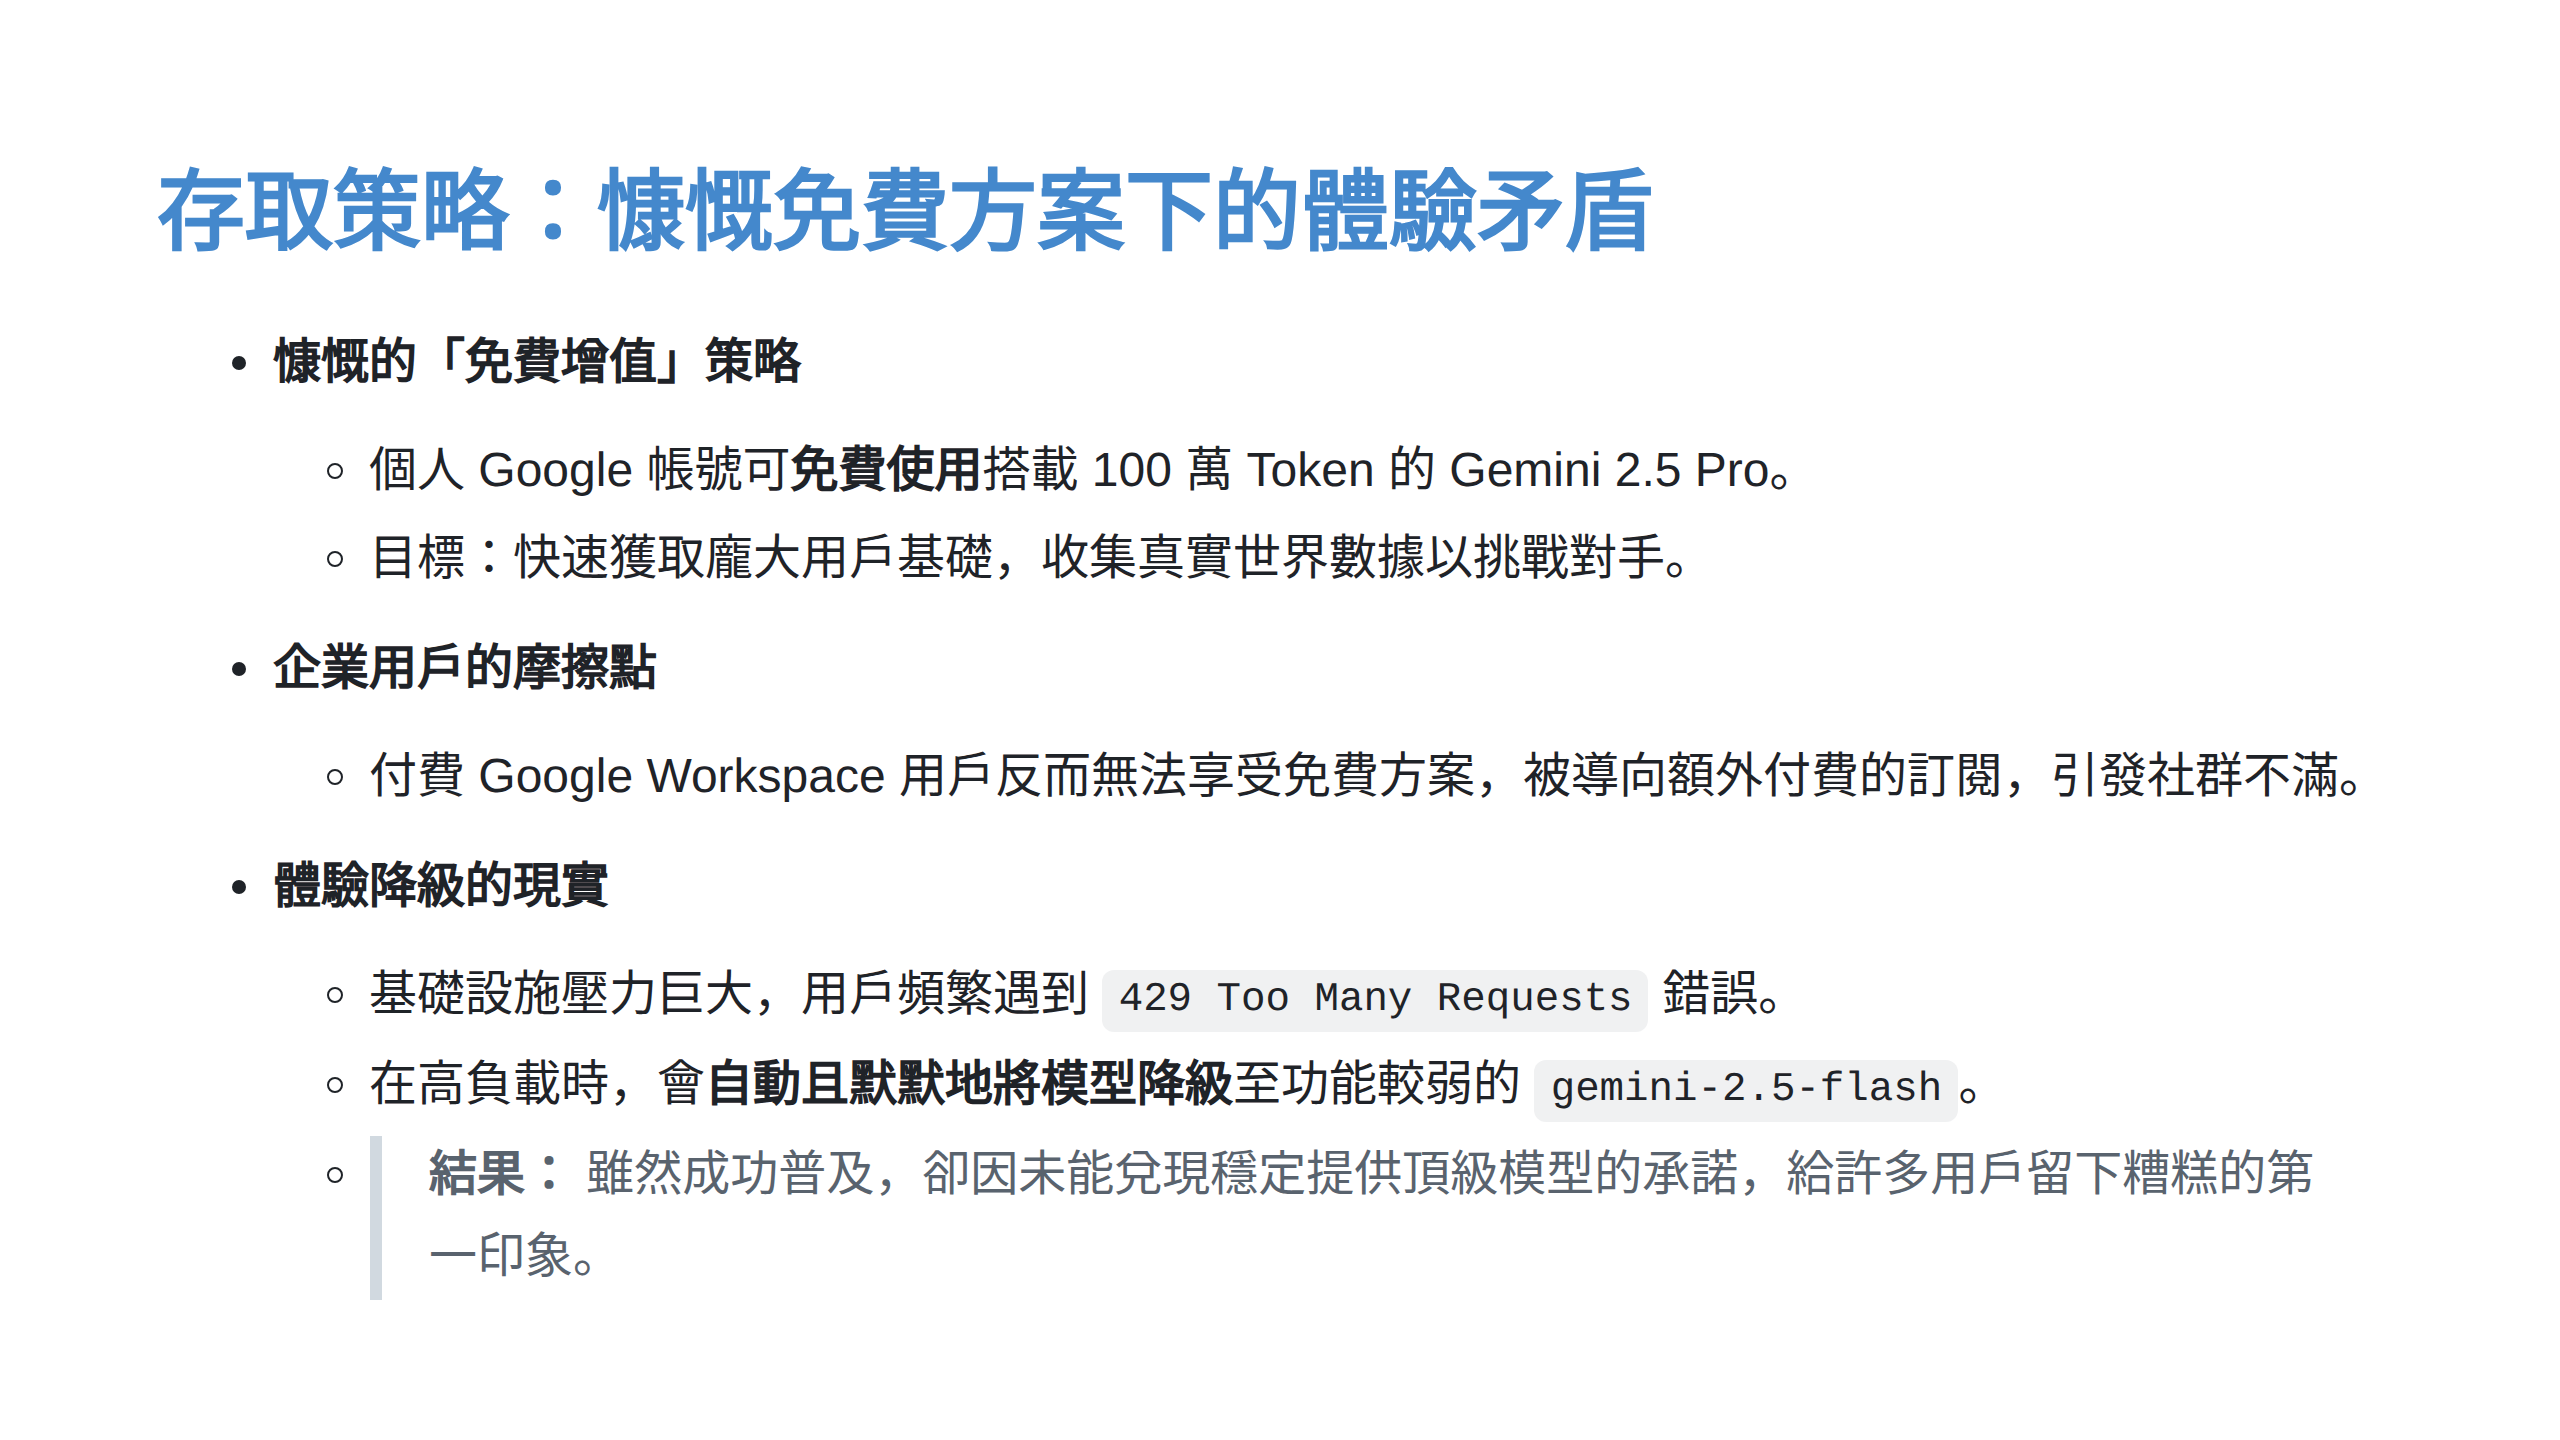 存取策略：慷慨免費方案下的體驗矛盾
慷慨的「免費增值」策略
個人 Google 帳號可免費使用搭載 100 萬 Token 的 Gemini 2.5 Pro。
目標：快速獲取龐大用戶基礎，收集真實世界數據以挑戰對手。
企業用戶的摩擦點
付費 Google Workspace 用戶反而無法享受免費方案，被導向額外付費的訂閱，引發社群不滿。
體驗降級的現實
基礎設施壓力巨大，用戶頻繁遇到 429 Too Many Requests 錯誤。
在高負載時，會自動且默默地將模型降級至功能較弱的 gemini-2.5-flash。
結果： 雖然成功普及，卻因未能兌現穩定提供頂級模型的承諾，給許多用戶留下糟糕的第
一印象。